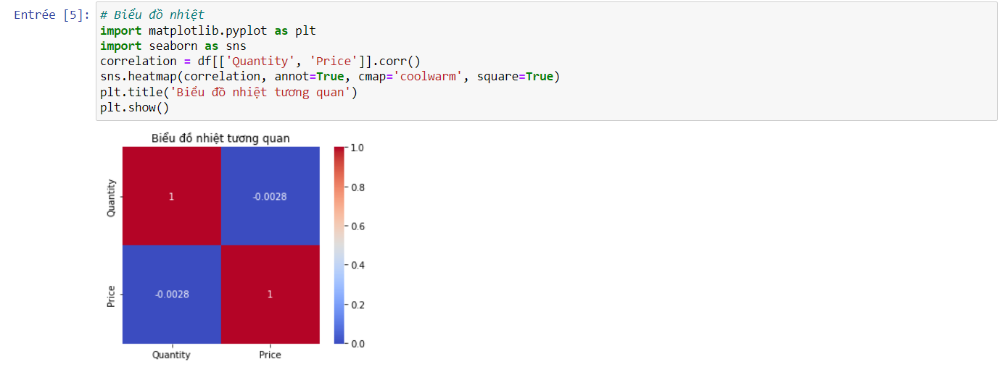 Entrée [5]: # Biểu đồ nhiệt
import matplotlib.pyplot as plt
import seaborn as sns
correlation = df[['Quantity', 'Price']].corr()
sns.heatmap(correlation, annot=True, cmap='coolwarm', square=True)
plt.title('Biểu đồ nhiệt tương quan')
plt.show()
Biểu đồ nhiệt tương quan
Quantity
1
-0.0028
Price
-0.0028
1
Quantity
Price
1.0
0.8
0.6
0.4
0.2
0.0